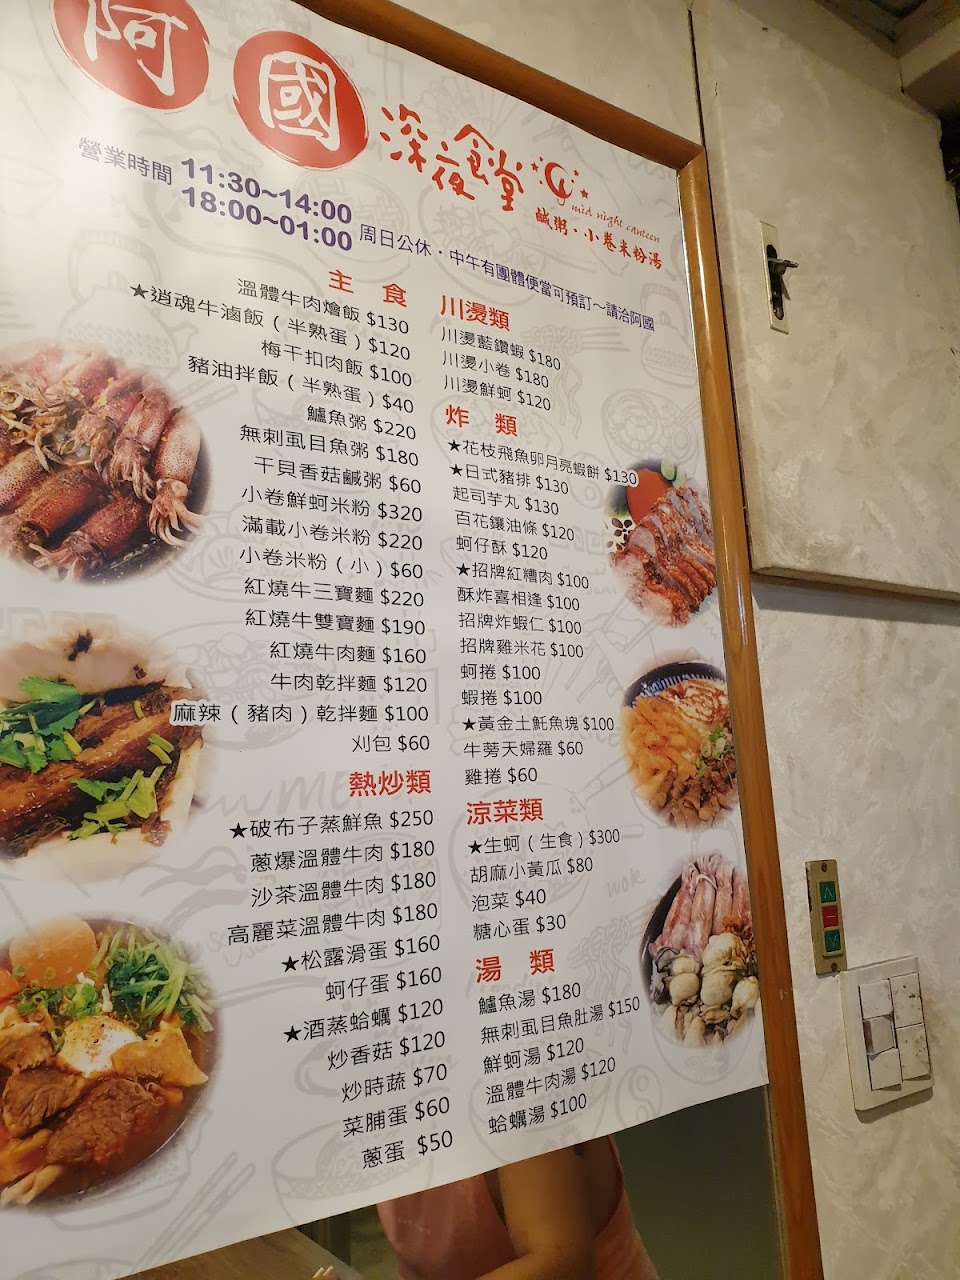 阿國 深夜食堂
mid night canteen
鹹粥·小卷米粉湯
營業時間 11:30~14:00
18:00~01:00 周日公休·中午有團體便當可預訂～請洽阿國
主食
溫體牛肉燴飯 $130
★逍魂牛滷飯（半熟蛋）$120
梅干扣肉飯 $100
豬油拌飯（半熟蛋）$40
鱸魚粥 $220
無刺虱目魚粥 $180
干貝香菇鹹粥 $60
小卷鮮蚵米粉 $320
滿載小卷米粉 $220
小卷米粉（小）$60
紅燒牛三寶麵 $220
紅燒牛雙寶麵 $190
紅燒牛肉麵 $160
牛肉乾拌麵 $120
麻辣（豬肉）乾拌麵 $100
刈包 $60
熱炒類
★破布子蒸鮮魚 $250
蔥爆溫體牛肉 $180
沙茶溫體牛肉 $180
高麗菜溫體牛肉 $180
★松露滑蛋 $160
蚵仔蛋 $160
★酒蒸蛤蠣 $120
炒香菇 $120
炒時蔬 $70
菜脯蛋 $60
蔥蛋 $50
川燙類
川燙藍鑽蝦 $180
川燙小卷 $180
川燙鮮蚵 $120
炸類
★花枝飛魚卵月亮蝦餅 $130
★日式豬排 $130
起司芋丸 $130
百花鑲油條 $120
蚵仔酥 $120
★招牌紅糟肉 $100
酥炸喜相逢 $100
招牌炸蝦仁 $100
招牌雞米花 $100
蚵捲 $100
蝦捲 $100
★黃金土魠魚塊 $100
牛蒡天婦羅 $60
雞捲 $60
涼菜類
★生蚵（生食）$300
胡麻小黃瓜 $80
泡菜 $40
糖心蛋 $30
湯類
鱸魚湯 $180
無刺虱目魚肚湯 $150
鮮蚵湯 $120
溫體牛肉湯 $120
蛤蠣湯 $100